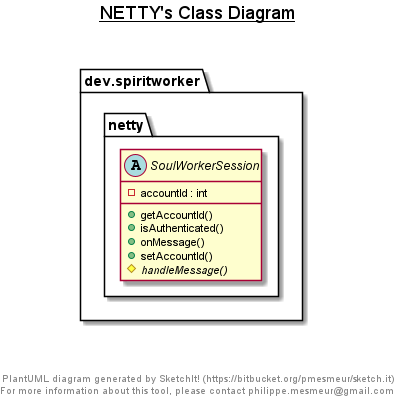 NETTY's Class Diagram
dev.spiritworker
netty
A SoulWorkerSession
accountId : int
getAccountId()
isAuthenticated()
onMessage()
setAccountId()
handleMessage()
PlantUML diagram generated by SketchIt! (https://bitbucket.org/pmesmeur/sketch.it)
For more information about this tool, please contact philippe.mesmeur@gmail.com